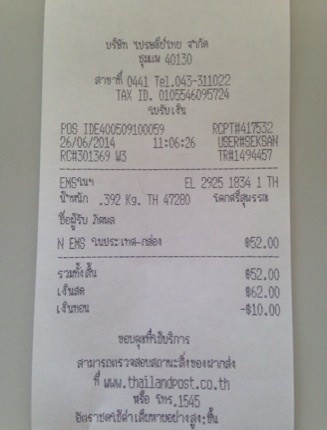 บริษัท ไปรษณีย์ไทย จำกัด
ชุมแพ 40130
สาขาที่ 0441 Tel.043-311022
TAX ID. 0105546095724
ใบรับเงิน
POS IDE400509100059 RCPT#417532
26/06/2014 11:06:26 USER#SEKSAN
RC#301369 W3 TR#1494457
EMSในฯ EL 2925 1834 1 TH
น้ำหนัก .392 Kg. TH 47280
ชื่อผู้รับ
N EMS ในประเทศ-กล่อง ฿52.00
รวมทั้งสิ้น ฿52.00
เงินสด ฿62.00
เงินทอน -฿10.00
ขอบคุณที่ใช้บริการ
สามารถตรวจสอบสถานะสิ่งของฝากส่ง
ที่ www.thailandpost.co.th
หรือ โทร.1545